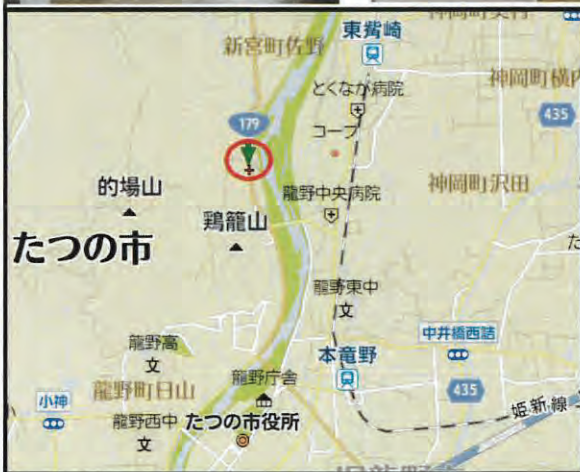 神岡町奥村
東觜崎
新宮町佐野
とくなが病院
神岡町横内
179
コープ
435
的場山
龍野中央病院
神岡町沢田
鶏籠山
たつの市
た
龍野東中
文
中井橋西詰
龍野高
文
本竜野
龍野庁舎
435
小神
龍野町日山
龍野西中
文
たつの市役所
姫新線